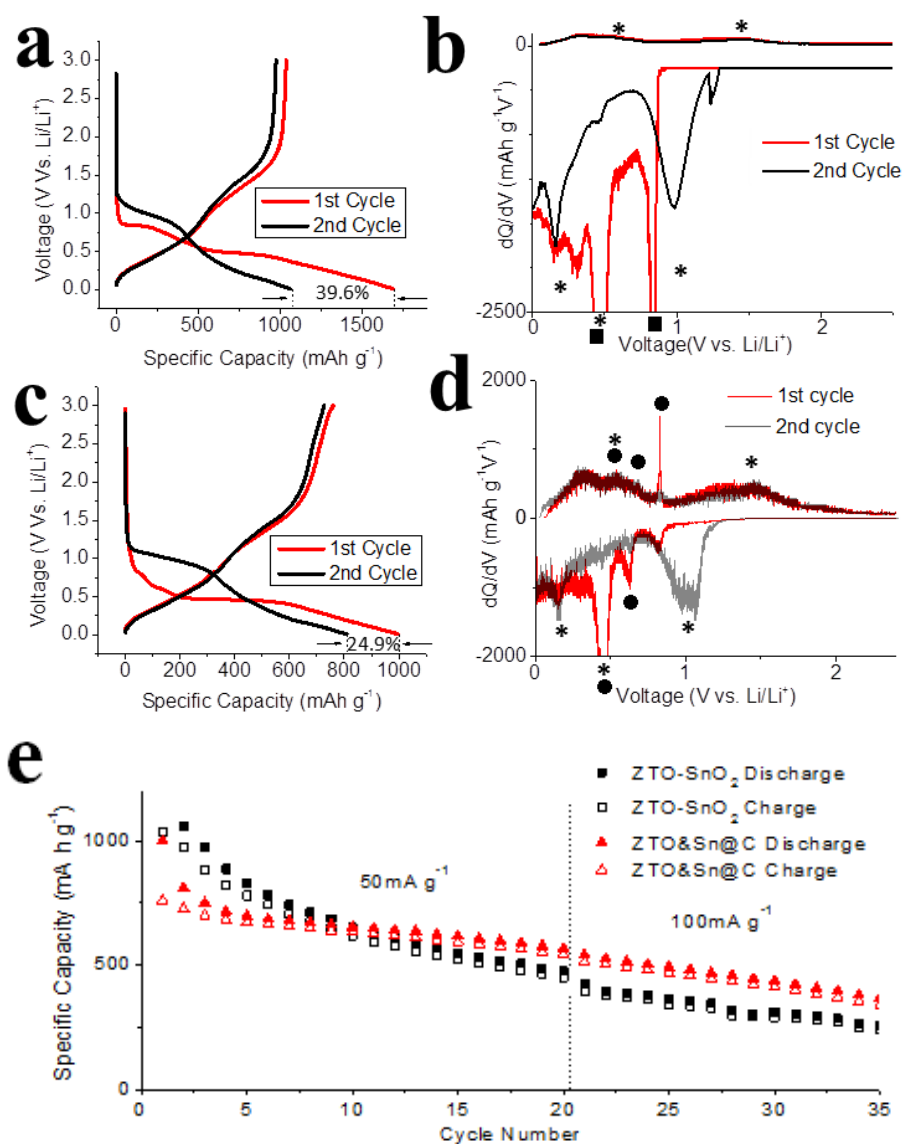 a
3.0
2.5
2.0
1.5
1.0
0.5
0.0
Voltage (V Vs. Li/Li⁺)
1st Cycle
2nd Cycle
39.6%
0
500
1000
1500
Specific Capacity (mAh g⁻¹)
b
0
-2500
dQ/dV (mAh g⁻¹V⁻¹)
1st Cycle
2nd Cycle
* *
* * *
0
1
2
Voltage(V vs. Li/Li⁺)
c
3.0
2.5
2.0
1.5
1.0
0.5
0.0
Voltage (V Vs. Li/Li⁺)
1st Cycle
2nd Cycle
24.9%
0
200
400
600
800
1000
Specific Capacity (mAh g⁻¹)
d
2000
0
-2000
dQ/dV (mAh g⁻¹V⁻¹)
1st cycle
2nd cycle
* *
* * *
0
1
2
Voltage (V vs. Li/Li⁺)
e
1000
500
0
Specific Capacity (mA h g⁻¹)
ZTO-SnO₂ Discharge
ZTO-SnO₂ Charge
ZTO&Sn@C Discharge
ZTO&Sn@C Charge
50mA g⁻¹
100mA g⁻¹
0
5
10
15
20
25
30
35
Cycle Number